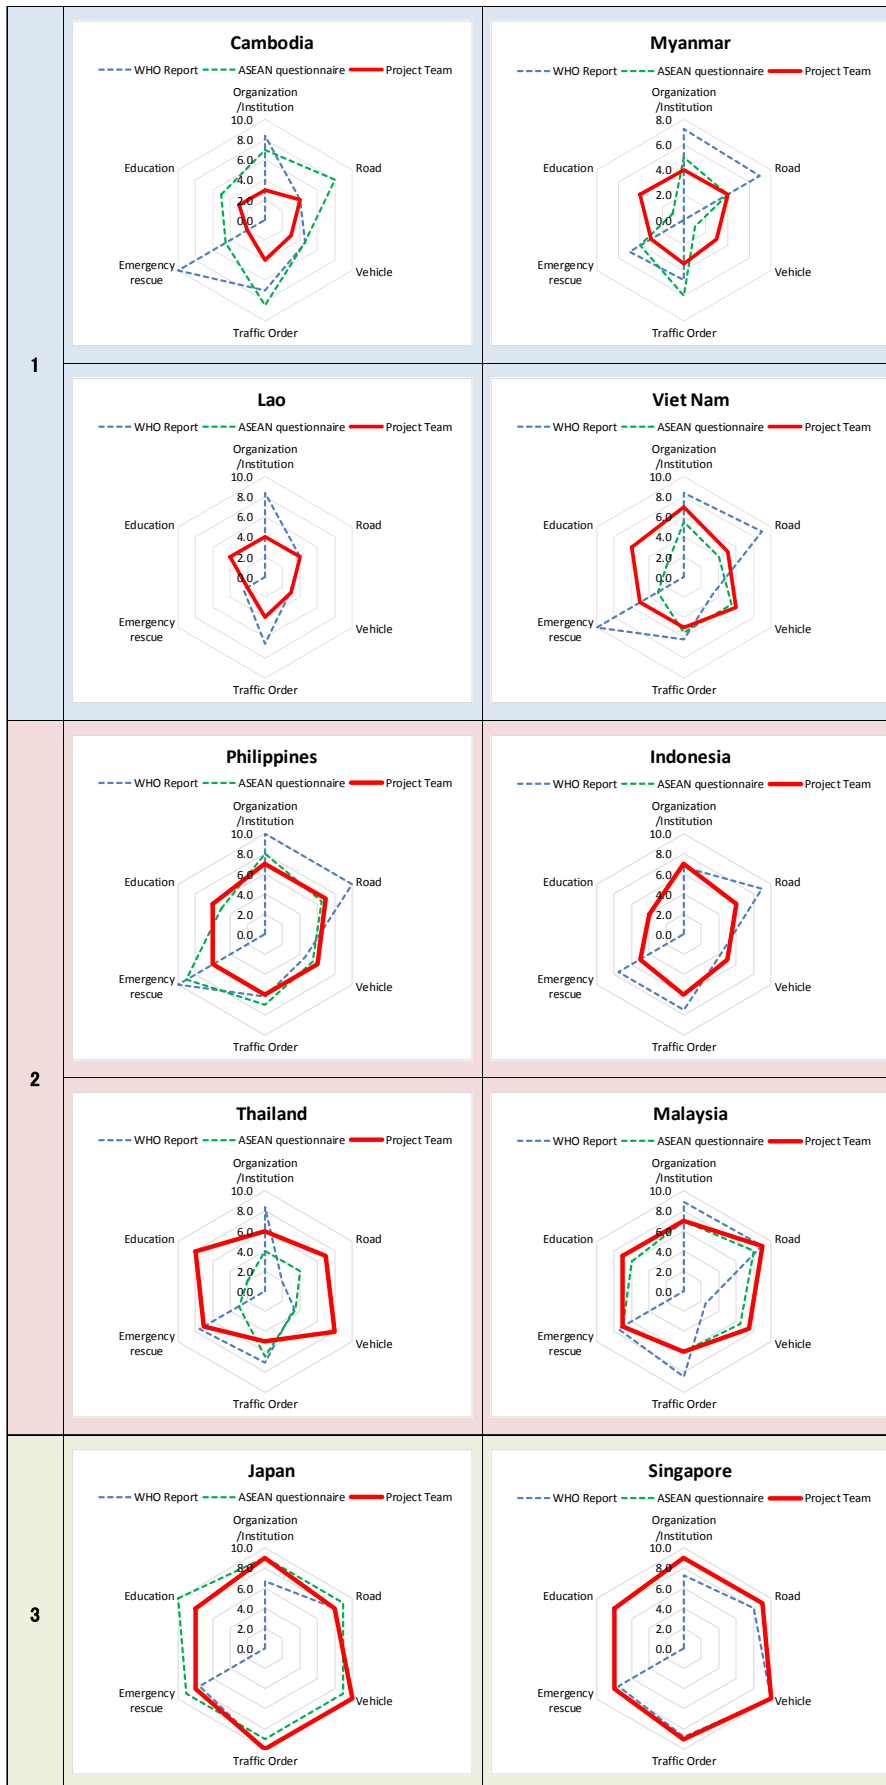 1
Cambodia
WHO Report ASEAN questionnaire Project Team
Organization
/Institution
10.0
8.0
6.0
4.0
2.0
0.0
Road
Vehicle
Traffic Order
Emergency
rescue
Education
Myanmar
WHO Report ASEAN questionnaire Project Team
Organization
/Institution
8.0
6.0
4.0
2.0
0.0
Road
Vehicle
Traffic Order
Emergency
rescue
Education
Lao
WHO Report ASEAN questionnaire Project Team
Organization
/Institution
10.0
8.0
6.0
4.0
2.0
0.0
Road
Vehicle
Traffic Order
Emergency
rescue
Education
Viet Nam
WHO Report ASEAN questionnaire Project Team
Organization
/Institution
10.0
8.0
6.0
4.0
2.0
0.0
Road
Vehicle
Traffic Order
Emergency
rescue
Education
2
Philippines
WHO Report ASEAN questionnaire Project Team
Organization
/Institution
10.0
8.0
6.0
4.0
2.0
0.0
Road
Vehicle
Traffic Order
Emergency
rescue
Education
Indonesia
WHO Report ASEAN questionnaire Project Team
Organization
/Institution
10.0
8.0
6.0
4.0
2.0
0.0
Road
Vehicle
Traffic Order
Emergency
rescue
Education
Thailand
WHO Report ASEAN questionnaire Project Team
Organization
/Institution
10.0
8.0
6.0
4.0
2.0
0.0
Road
Vehicle
Traffic Order
Emergency
rescue
Education
Malaysia
WHO Report ASEAN questionnaire Project Team
Organization
/Institution
10.0
8.0
6.0
4.0
2.0
0.0
Road
Vehicle
Traffic Order
Emergency
rescue
Education
3
Japan
WHO Report ASEAN questionnaire Project Team
Organization
/Institution
10.0
8.0
6.0
4.0
2.0
0.0
Road
Vehicle
Traffic Order
Emergency
rescue
Education
Singapore
WHO Report ASEAN questionnaire Project Team
Organization
/Institution
10.0
8.0
6.0
4.0
2.0
0.0
Road
Vehicle
Traffic Order
Emergency
rescue
Education